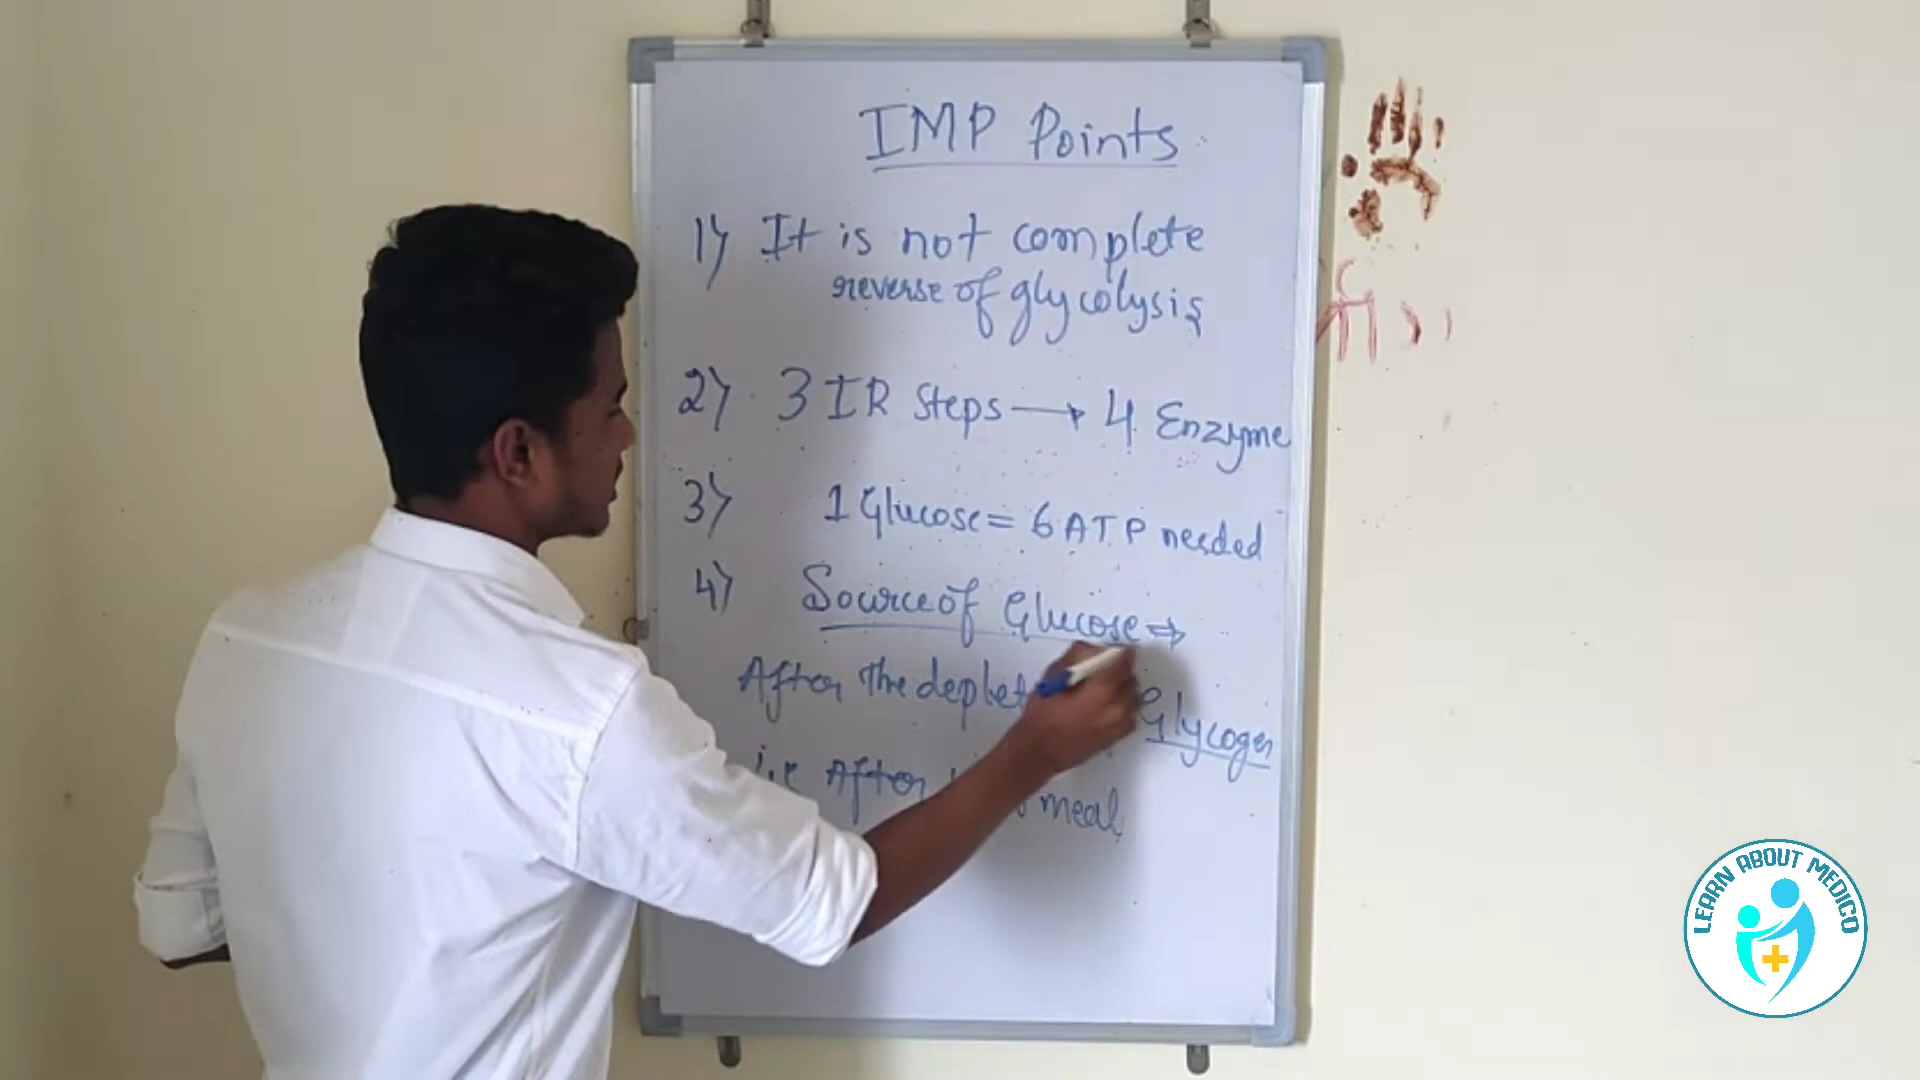 IMP Points
1) It is not complete
reverse of glycolysis
2) 3 IR Steps → 4 Enzyme
3) 1 Glucose = 6 ATP needed
4) Source of Glucose ⇒
After the Glycogen
i.e After meal
LEARN ABOUT MEDICO